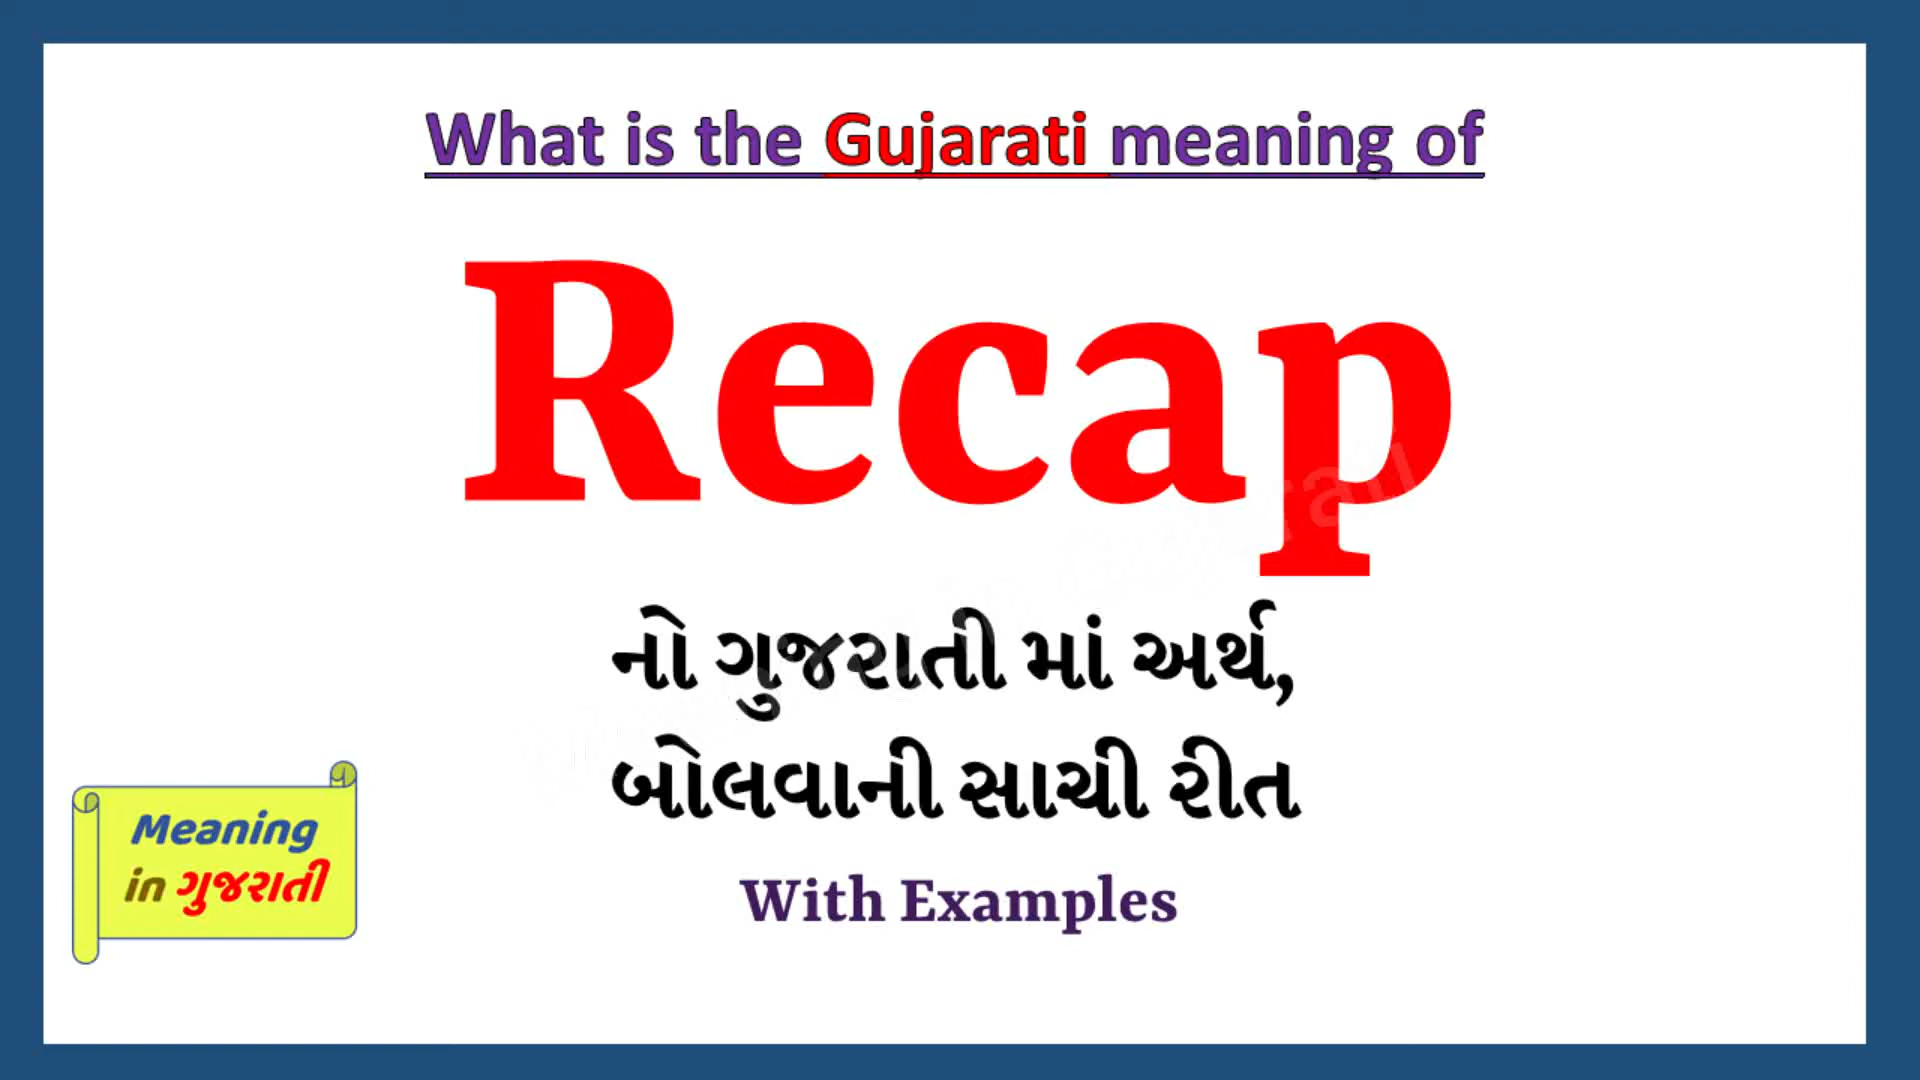 What is the Gujarati meaning of
Recap
નો ગુજરાતી માં અર્થ,
બોલવાની સાચી રીત
With Examples
Meaning
in ગુજરાતી